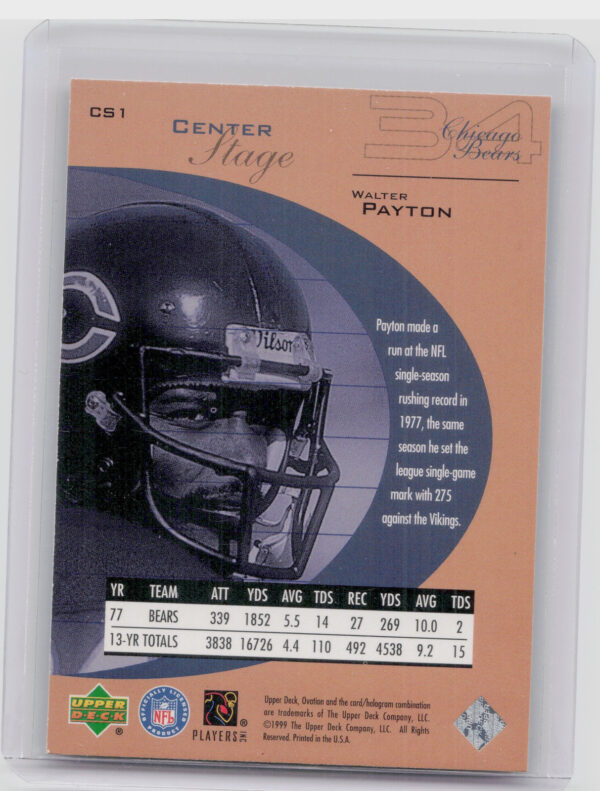 CS1
CENTER
Stage
34
Chicago
Bears
WALTER
PAYTON
Wilson
Payton made a
run at the NFL
single-season
rushing record in
1977, the same
season he set the
league single-game
mark with 275
against the Vikings.
YR TEAM ATT YDS AVG TDS REC YDS AVG TDS
77 BEARS 339 1852 5.5 14 27 269 10.0 2
13-YR TOTALS 3838 16726 4.4 110 492 4538 9.2 15
UPPER
DECK
®
OFFICIALLY LICENSED
NFL
PRODUCT
PLAYERS INC
®
Upper Deck, Ovation and the card/hologram combination
are trademarks of The Upper Deck Company, LLC.
©1999 The Upper Deck Company, LLC. All Rights
Reserved. Printed in the U.S.A.